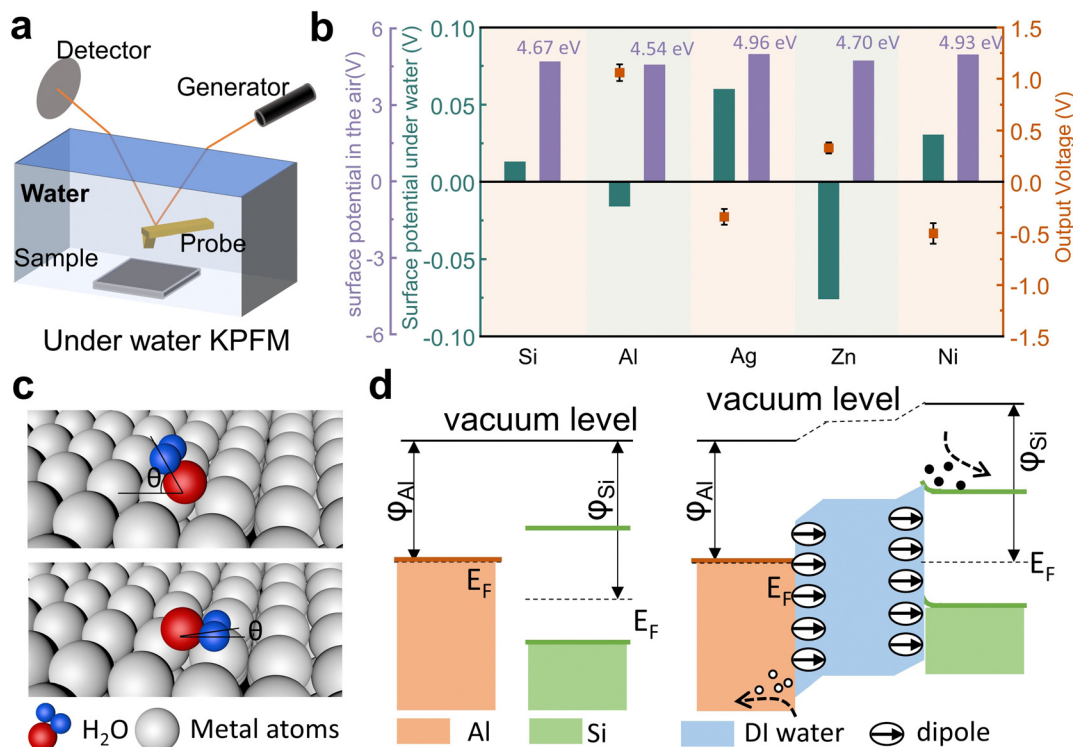 a
Detector
Generator
Water
Probe
Sample
Under water KPFM
b
surface potential in the air(V)
6
3
0
-3
-6
Surface potential under water (V)
0.10
0.05
0.00
-0.05
-0.10
4.67 eV
4.54 eV
4.96 eV
4.70 eV
4.93 eV
Si
Al
Ag
Zn
Ni
1.5
1.0
0.5
0.0
-0.5
-1.0
-1.5
Output Voltage (V)
c
θ
θ
H₂O
Metal atoms
d
vacuum level
φAl
φSi
EF
EF
vacuum level
φAl
φSi
EF
EF
Al
Si
DI water
dipole